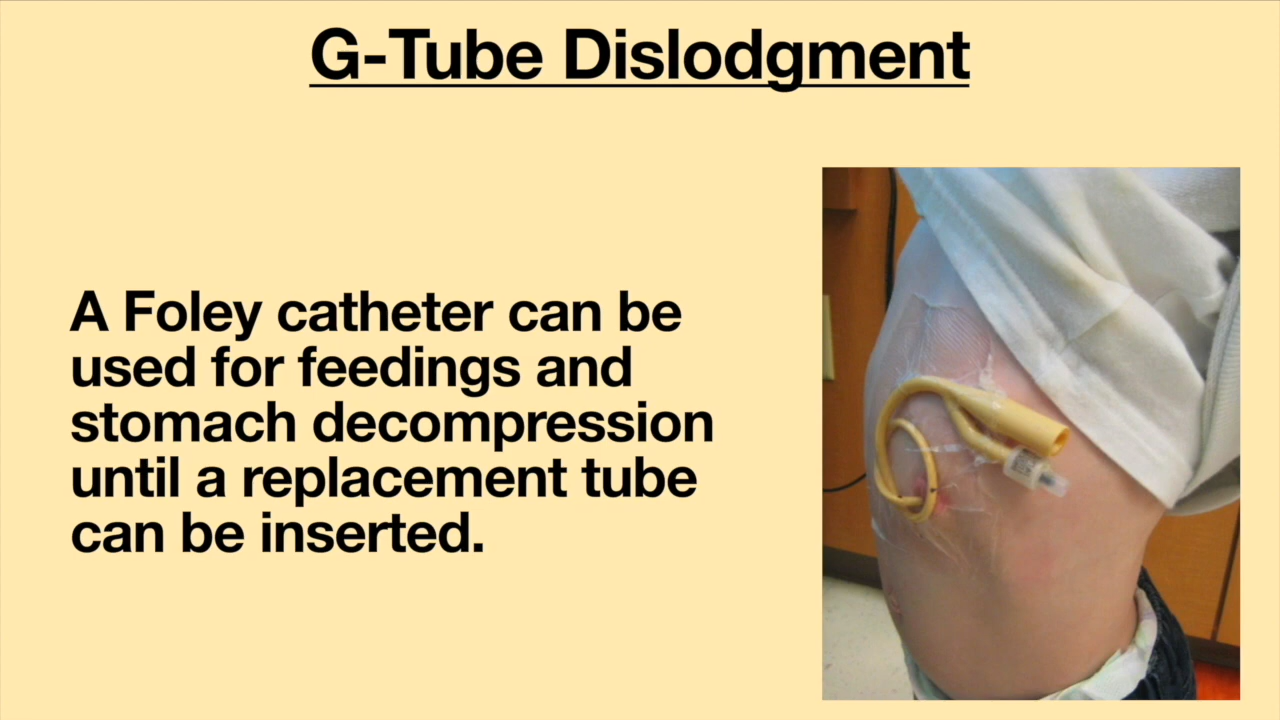 G-Tube Dislodgment
A Foley catheter can be
used for feedings and
stomach decompression
until a replacement tube
can be inserted.